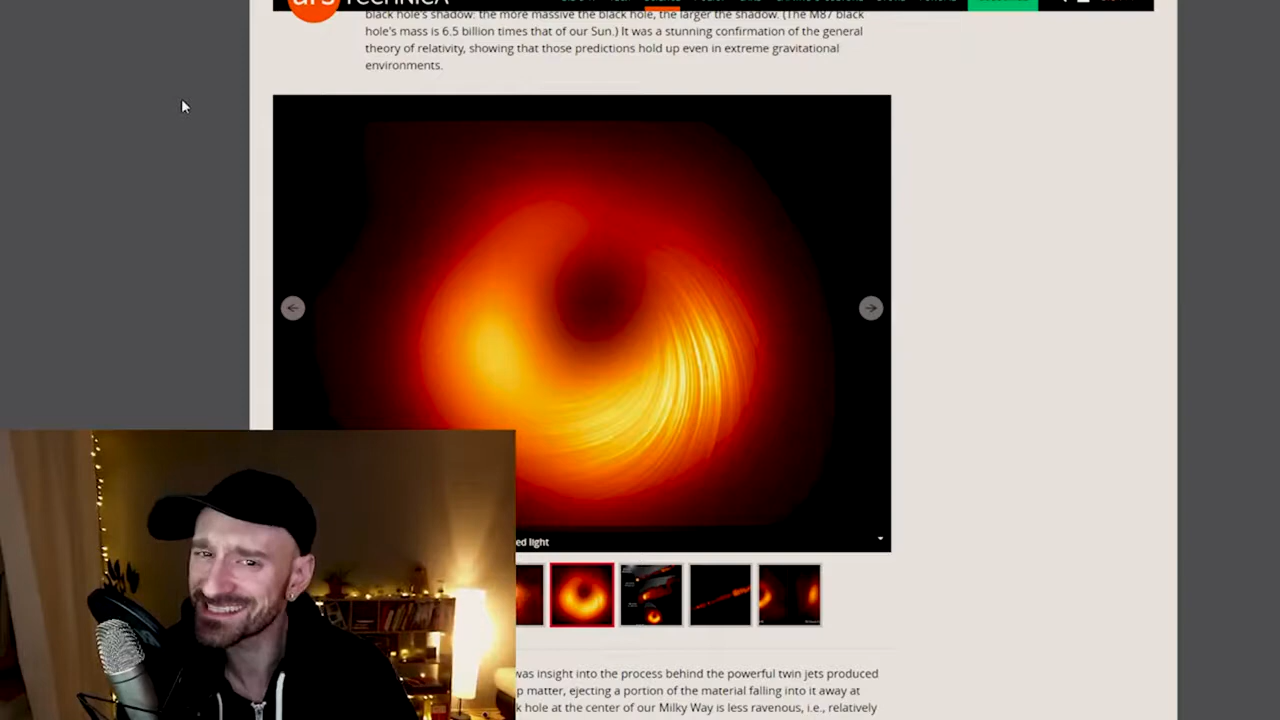 ars TECHNICA
black hole's shadow: the more massive the black hole, the larger the shadow. (The M87 black
hole's mass is 6.5 billion times that of our Sun.) It was a stunning confirmation of the general
theory of relativity, showing that those predictions hold up even in extreme gravitational
environments.
ed light
was insight into the process behind the powerful twin jets produced
p matter, ejecting a portion of the material falling into it away at
k hole at the center of our Milky Way is less ravenous, i.e., relatively